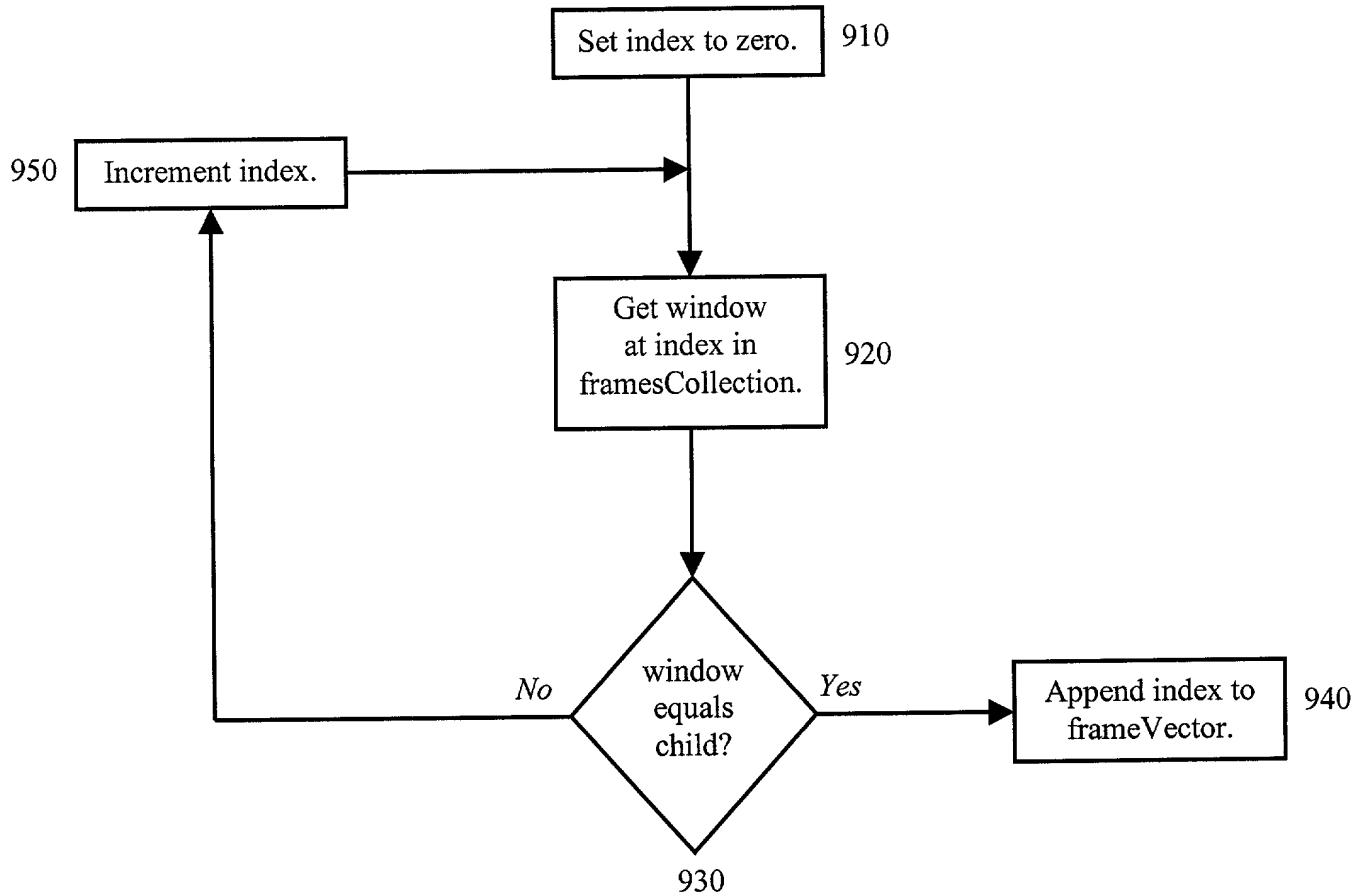 Set index to zero.
910
950
Increment index.
Get window
at index in
framesCollection.
920
window
equals
child?
No
Yes
930
Append index to
frameVector.
940